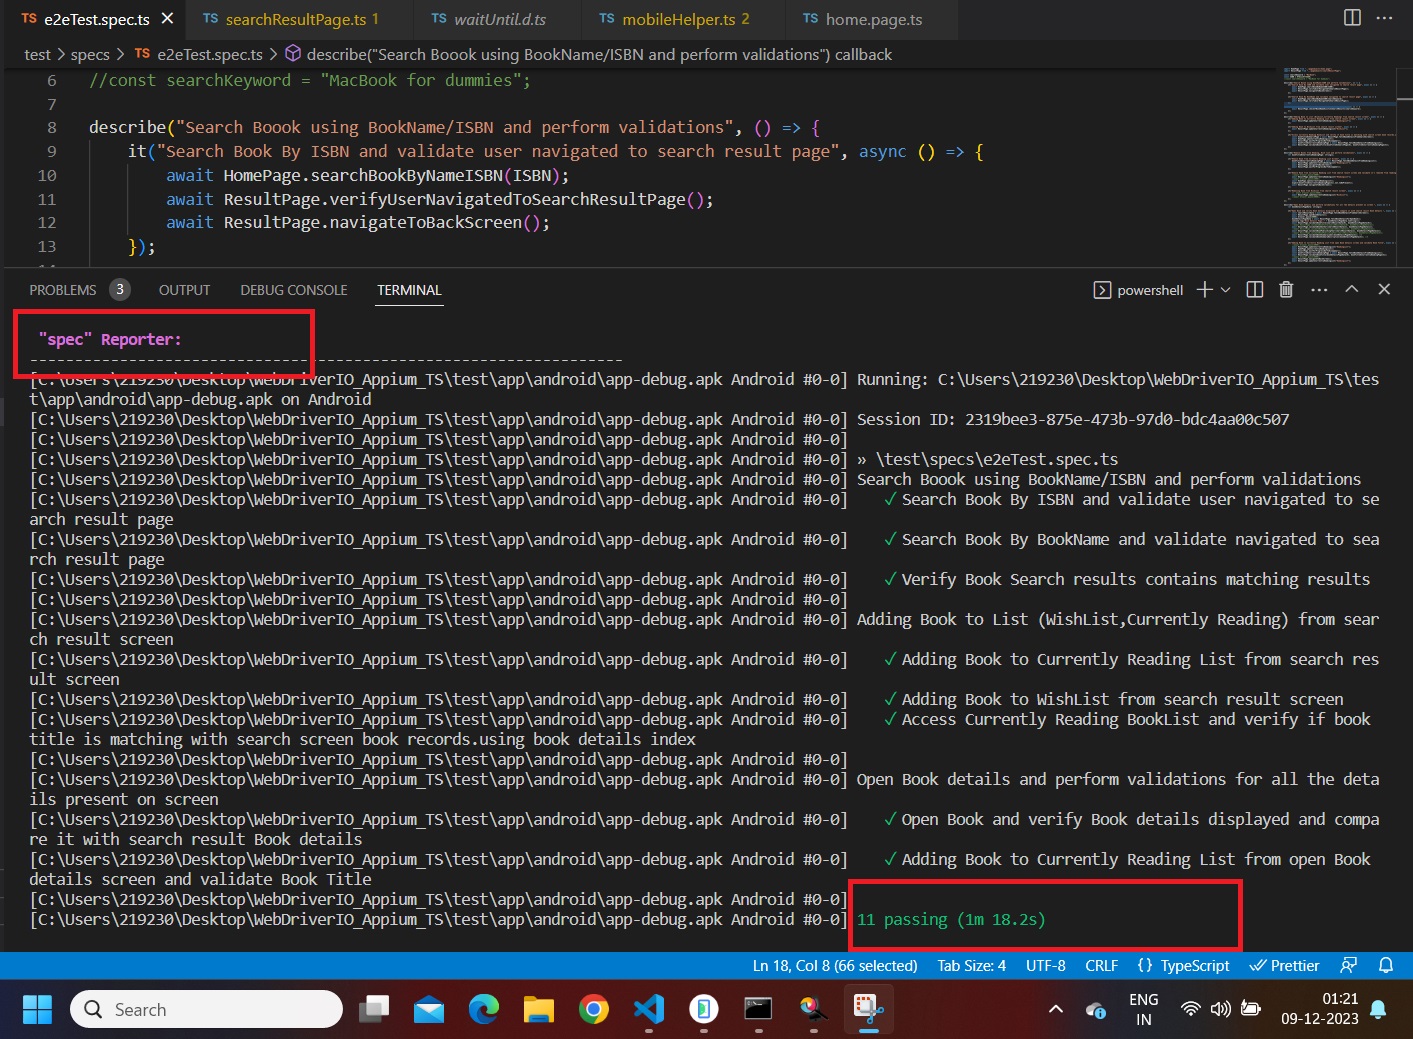 TS e2eTest.spec.ts ✕ TS searchResultPage.ts 1 TS waitUntil.d.ts TS mobileHelper.ts 2 TS home.page.ts
test > specs > TS e2eTest.spec.ts > describe("Search Boook using BookName/ISBN and perform validations") callback
6 //const searchKeyword = "MacBook for dummies";
7
8 describe("Search Boook using BookName/ISBN and perform validations", () => {
9 it("Search Book By ISBN and validate user navigated to search result page", async () => {
10 await HomePage.searchBookByNameISBN(ISBN);
11 await ResultPage.verifyUserNavigatedToSearchResultPage();
12 await ResultPage.navigateToBackScreen();
13 });
PROBLEMS 3 OUTPUT DEBUG CONSOLE TERMINAL powershell
"spec" Reporter:
------------------------------------------------------------------
[C:\Users\219230\Desktop\WebDriverIO_Appium_TS\test\app\android\app-debug.apk Android #0-0] Running: C:\Users\219230\Desktop\WebDriverIO_Appium_TS\tes
t\app\android\app-debug.apk on Android
[C:\Users\219230\Desktop\WebDriverIO_Appium_TS\test\app\android\app-debug.apk Android #0-0] Session ID: 2319bee3-875e-473b-97d0-bdc4aa00c507
[C:\Users\219230\Desktop\WebDriverIO_Appium_TS\test\app\android\app-debug.apk Android #0-0]
[C:\Users\219230\Desktop\WebDriverIO_Appium_TS\test\app\android\app-debug.apk Android #0-0] » \test\specs\e2eTest.spec.ts
[C:\Users\219230\Desktop\WebDriverIO_Appium_TS\test\app\android\app-debug.apk Android #0-0] Search Boook using BookName/ISBN and perform validations
[C:\Users\219230\Desktop\WebDriverIO_Appium_TS\test\app\android\app-debug.apk Android #0-0] ✓ Search Book By ISBN and validate user navigated to se
arch result page
[C:\Users\219230\Desktop\WebDriverIO_Appium_TS\test\app\android\app-debug.apk Android #0-0] ✓ Search Book By BookName and validate navigated to sea
rch result page
[C:\Users\219230\Desktop\WebDriverIO_Appium_TS\test\app\android\app-debug.apk Android #0-0] ✓ Verify Book Search results contains matching results
[C:\Users\219230\Desktop\WebDriverIO_Appium_TS\test\app\android\app-debug.apk Android #0-0]
[C:\Users\219230\Desktop\WebDriverIO_Appium_TS\test\app\android\app-debug.apk Android #0-0] Adding Book to List (WishList,Currently Reading) from sear
ch result screen
[C:\Users\219230\Desktop\WebDriverIO_Appium_TS\test\app\android\app-debug.apk Android #0-0] ✓ Adding Book to Currently Reading List from search res
ult screen
[C:\Users\219230\Desktop\WebDriverIO_Appium_TS\test\app\android\app-debug.apk Android #0-0] ✓ Adding Book to WishList from search result screen
[C:\Users\219230\Desktop\WebDriverIO_Appium_TS\test\app\android\app-debug.apk Android #0-0] ✓ Access Currently Reading BookList and verify if book
title is matching with search screen book records.using book details index
[C:\Users\219230\Desktop\WebDriverIO_Appium_TS\test\app\android\app-debug.apk Android #0-0]
[C:\Users\219230\Desktop\WebDriverIO_Appium_TS\test\app\android\app-debug.apk Android #0-0] Open Book details and perform validations for all the deta
ils present on screen
[C:\Users\219230\Desktop\WebDriverIO_Appium_TS\test\app\android\app-debug.apk Android #0-0] ✓ Open Book and verify Book details displayed and compa
re it with search result Book details
[C:\Users\219230\Desktop\WebDriverIO_Appium_TS\test\app\android\app-debug.apk Android #0-0] ✓ Adding Book to Currently Reading List from open Book
details screen and validate Book Title
[C:\Users\219230\Desktop\WebDriverIO_Appium_TS\test\app\android\app-debug.apk Android #0-0]
[C:\Users\219230\Desktop\WebDriverIO_Appium_TS\test\app\android\app-debug.apk Android #0-0] 11 passing (1m 18.2s)
Ln 18, Col 8 (66 selected) Tab Size: 4 UTF-8 CRLF {} TypeScript Prettier
Search ENG 01:21
IN 09-12-2023